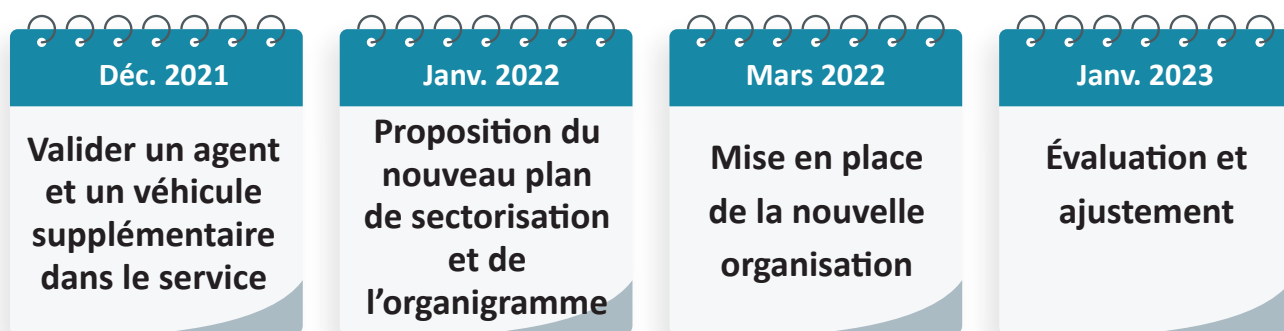 Déc. 2021
Valider un agent
et un véhicule
supplémentaire
dans le service
Janv. 2022
Proposition du
nouveau plan
de sectorisation
et de
l’organigramme
Mars 2022
Mise en place
de la nouvelle
organisation
Janv. 2023
Évaluation et
ajustement